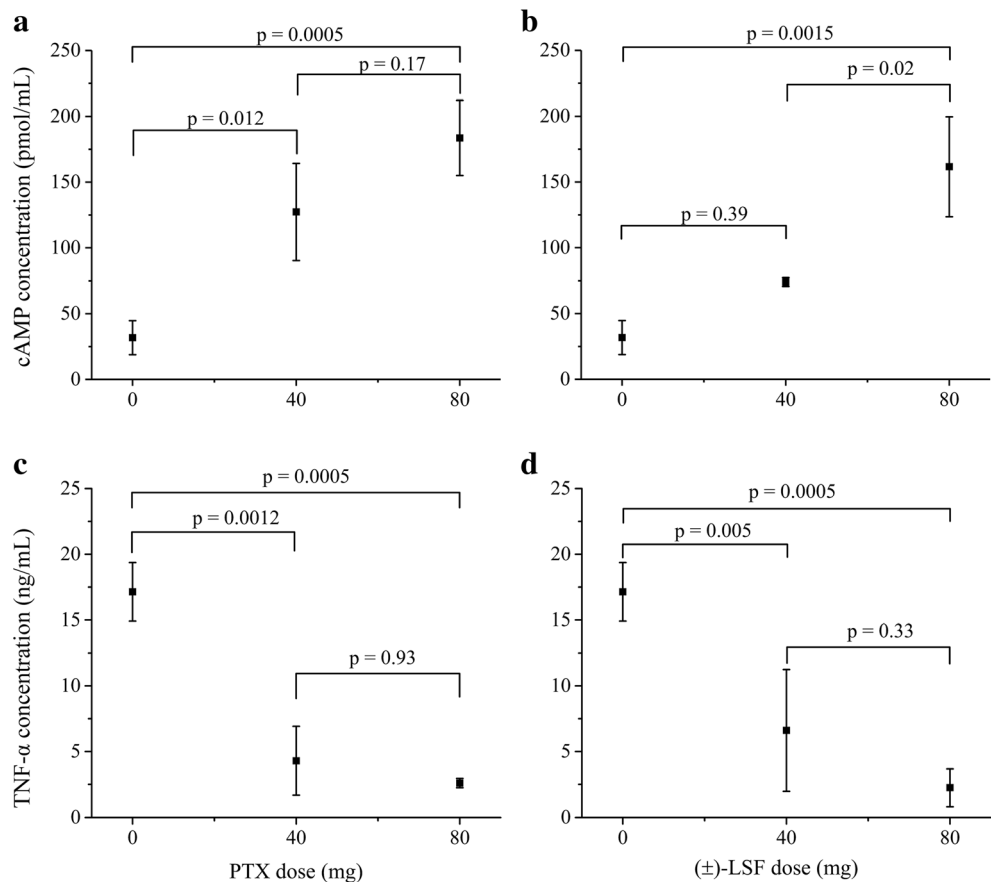 a
p = 0.0005
p = 0.17
p = 0.012
250
200
150
100
50
0
0
40
80
cAMP concentration (pmol/mL)
b
p = 0.0015
p = 0.02
p = 0.39
250
200
150
100
50
0
0
40
80
c
p = 0.0005
p = 0.0012
p = 0.93
25
20
15
10
5
0
0
40
80
TNF-α concentration (ng/mL)
PTX dose (mg)
d
p = 0.0005
p = 0.005
p = 0.33
25
20
15
10
5
0
0
40
80
(±)-LSF dose (mg)